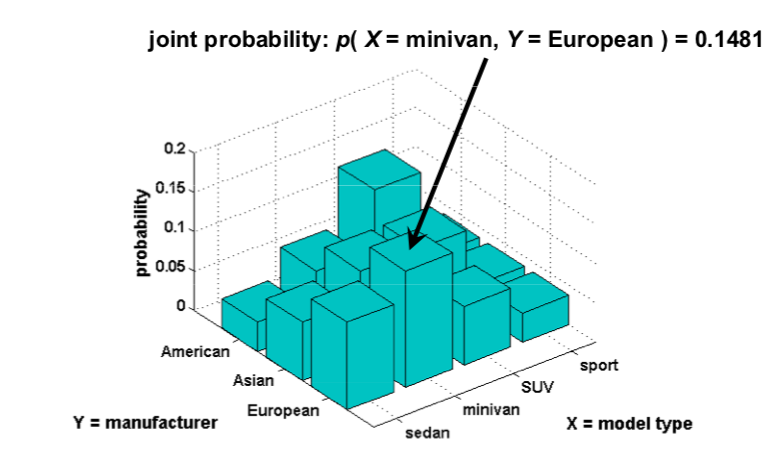 joint probability: p( X = minivan, Y = European ) = 0.1481
0.2
0.15
0.1
0.05
0
probability
American
Asian
European
sport
SUV
minivan
sedan
Y = manufacturer
X = model type